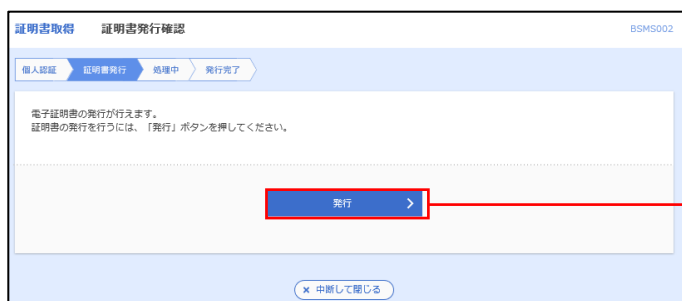 証明書取得 証明書発行確認 BSMS002
個人認証 証明書発行 処理中 発行完了
電子証明書の発行が行えます。
証明書の発行を行うには、「発行」ボタンを押してください。
発行
× 中断して閉じる